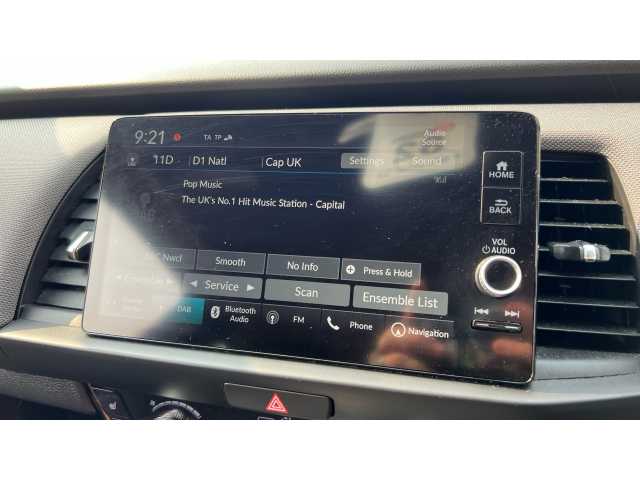 9:21 TA TP
Audio
Source
11D D1 Natl Cap UK Settings Sound
HOME
Pop Music
The UK's No.1 Hit Music Station - Capital
BACK
VOL
AUDIO
Nwcl Smooth No Info Press & Hold
Service Scan Ensemble List
DAB Bluetooth
Audio FM Phone Navigation